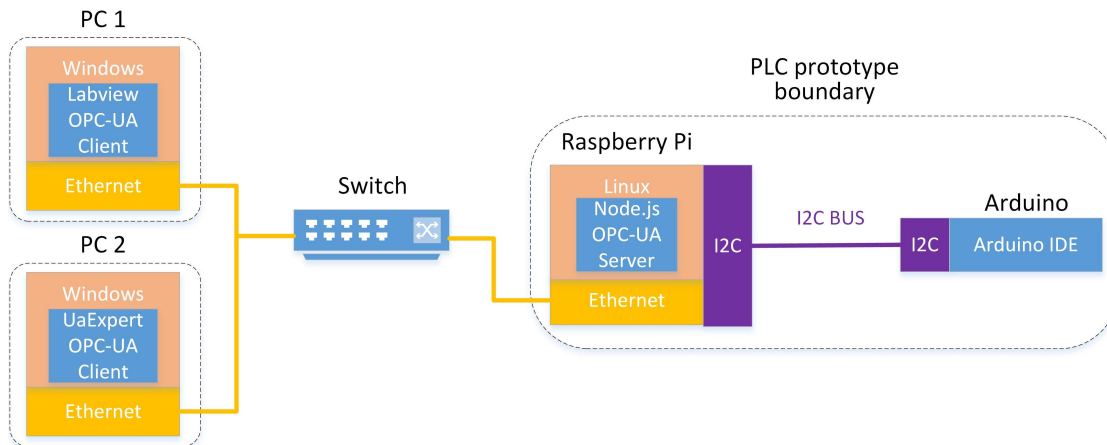 PC 1
Windows
Labview
OPC-UA
Client
Ethernet
PC 2
Windows
UaExpert
OPC-UA
Client
Ethernet
Switch
PLC prototype
boundary
Raspberry Pi
Linux
Node.js
OPC-UA
Server
Ethernet
I2C
I2C BUS
Arduino
I2C
Arduino IDE